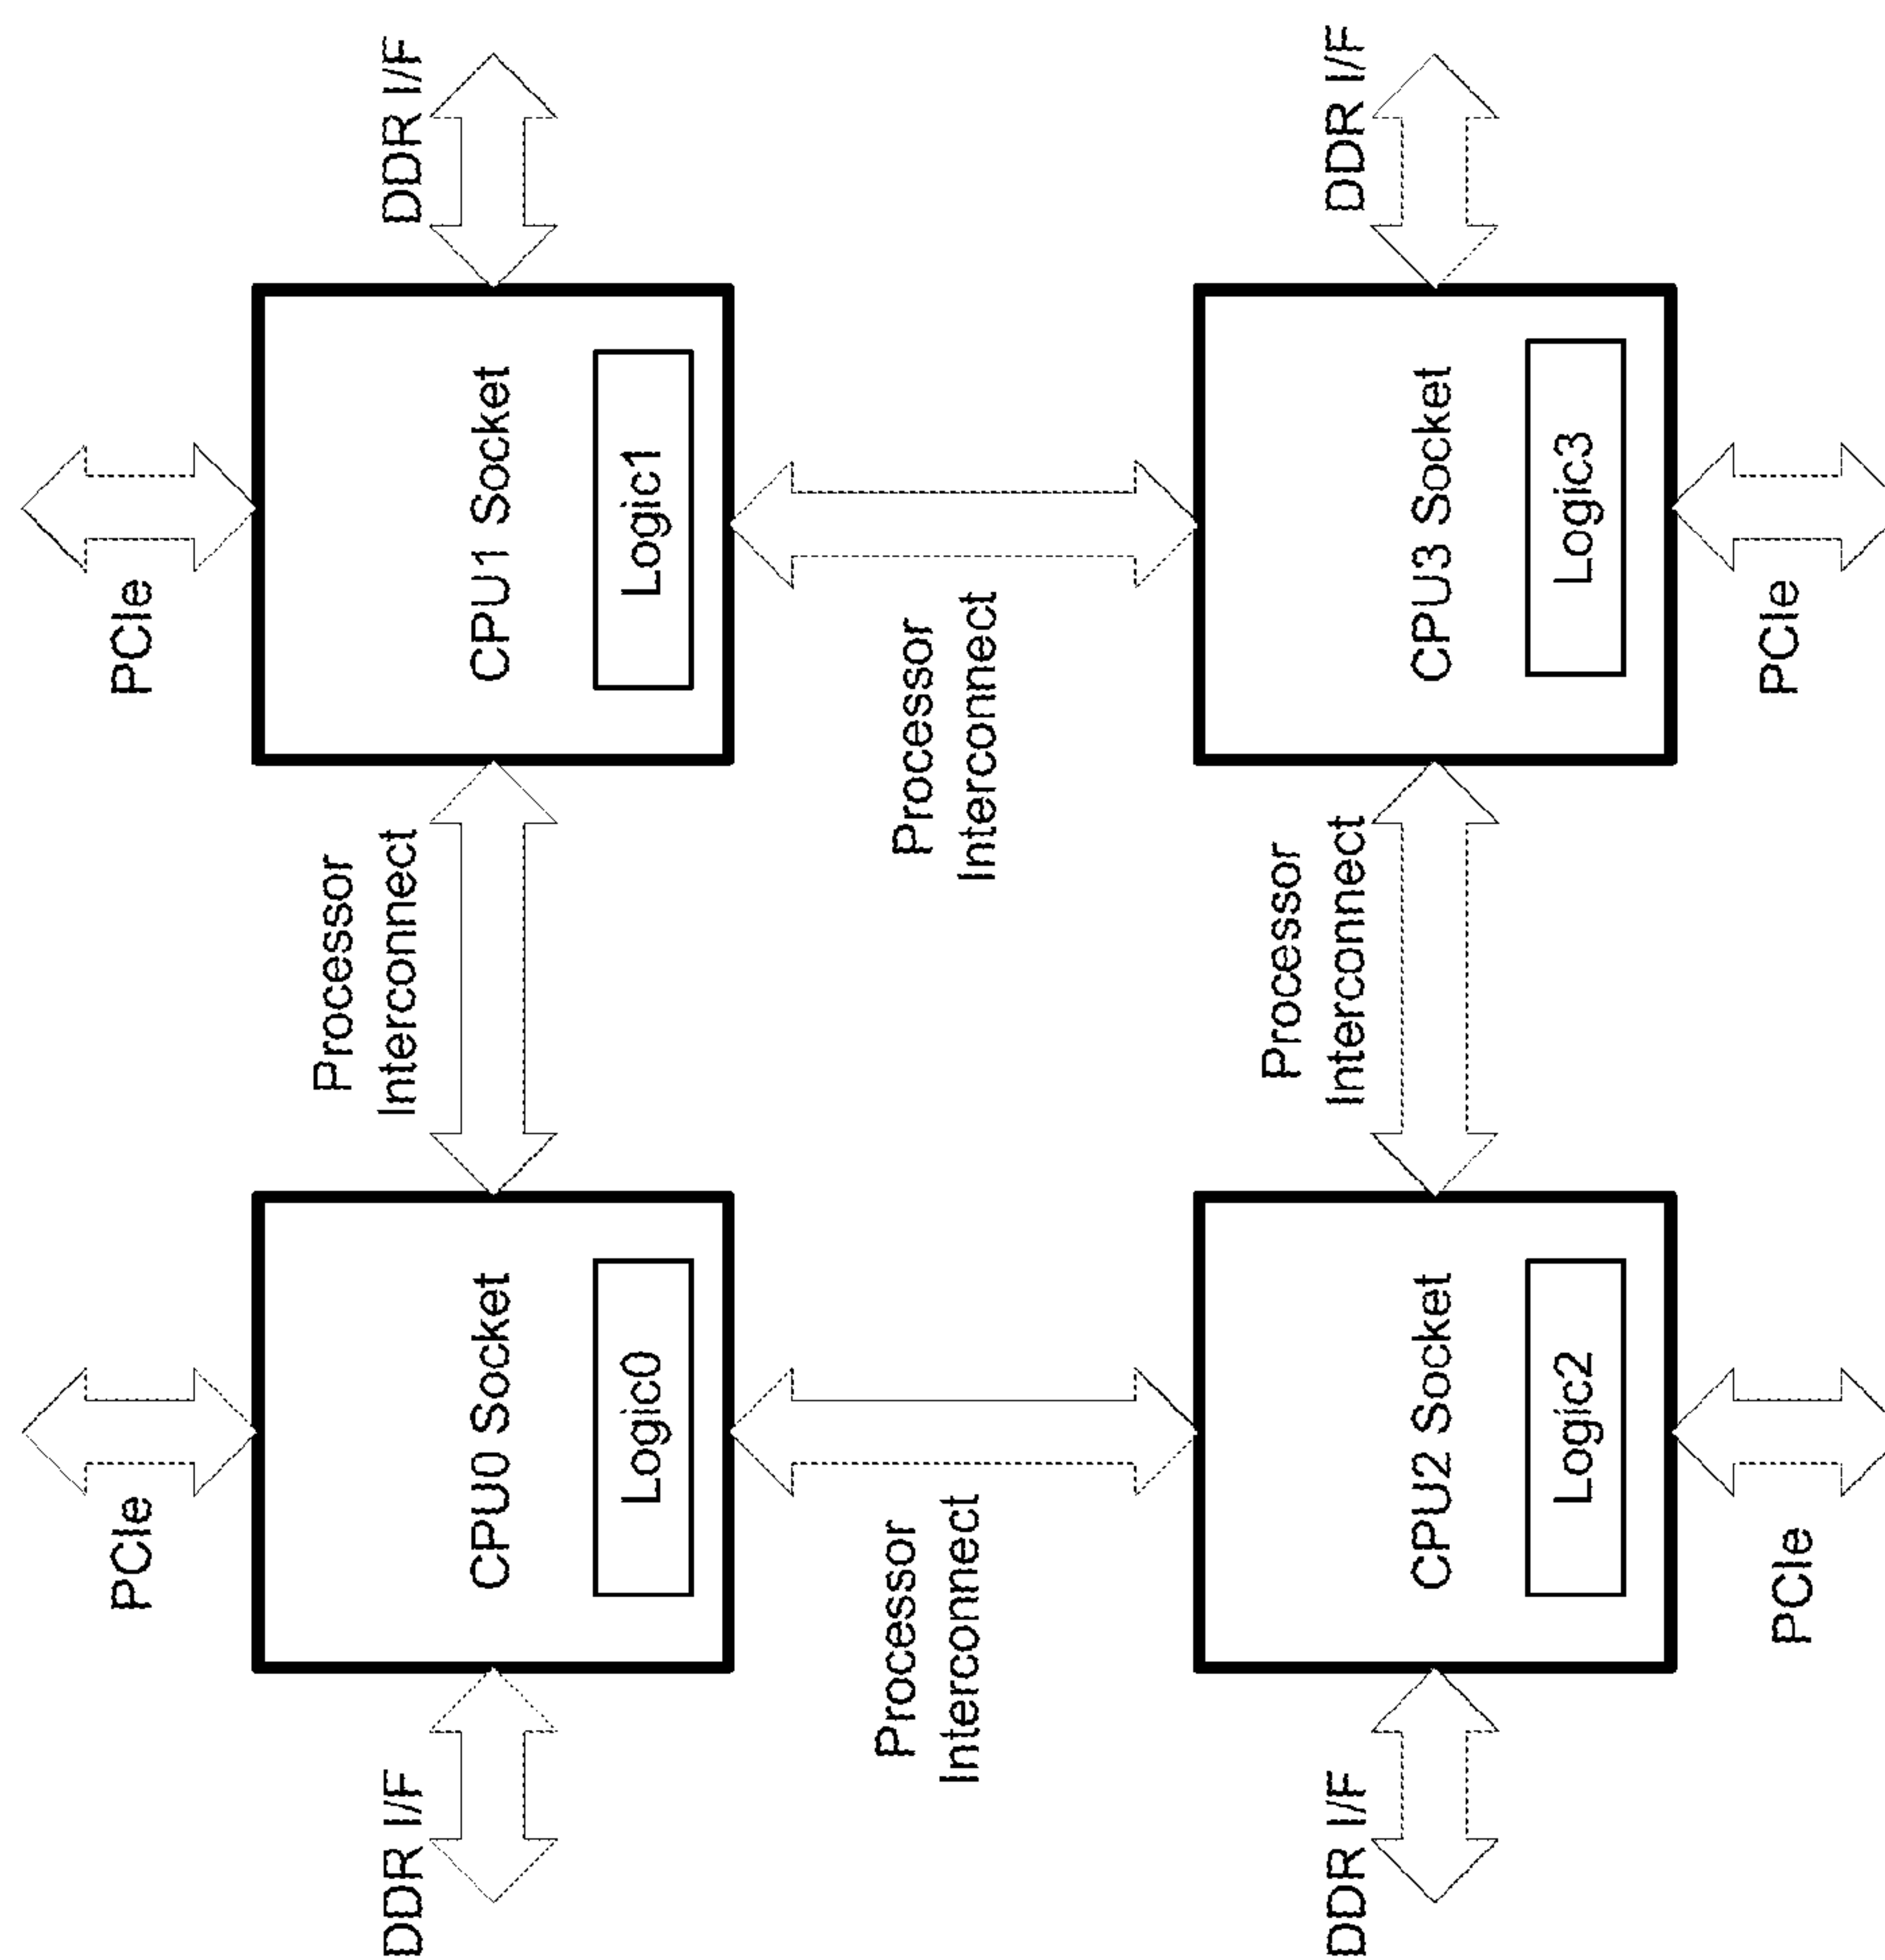 PCIe
PCIe
DDR I/F
Processor
Interconnect
DDR I/F
CPU0 Socket
CPU1 Socket
Logic0
Logic1
Processor
Interconnect
Processor
Interconnect
DDR I/F
Processor
Interconnect
DDR I/F
CPU2 Socket
CPU3 Socket
Logic2
Logic3
PCIe
PCIe